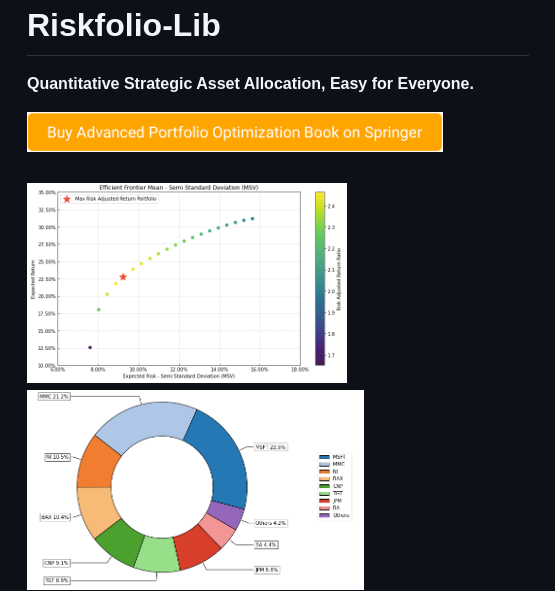 Riskfolio-Lib
Quantitative Strategic Asset Allocation, Easy for Everyone.
Buy Advanced Portfolio Optimization Book on Springer
Efficient Frontier Mean - Semi Standard Deviation (MSV)
35.00%
32.50%
30.00%
27.50%
25.00%
22.50%
20.00%
17.50%
15.00%
12.50%
10.00%
Expected Return
Max Risk Adjusted Return Portfolio
6.00% 8.00% 10.00% 12.00% 14.00% 16.00% 18.00%
Expected Risk - Semi Standard Deviation (MSV)
2.4
2.3
2.2
2.1
2.0
1.9
1.8
1.7
Risk Adjusted Return Ratio
MMC 21.2%
MSFT 22.5%
NI 10.5%
BAX 10.4%
Others 4.2%
CNP 9.1%
JPM 8.8%
TGT 8.9%
MSFT
MMC
NI
BAX
CNP
TGT
JPM
BA
Others